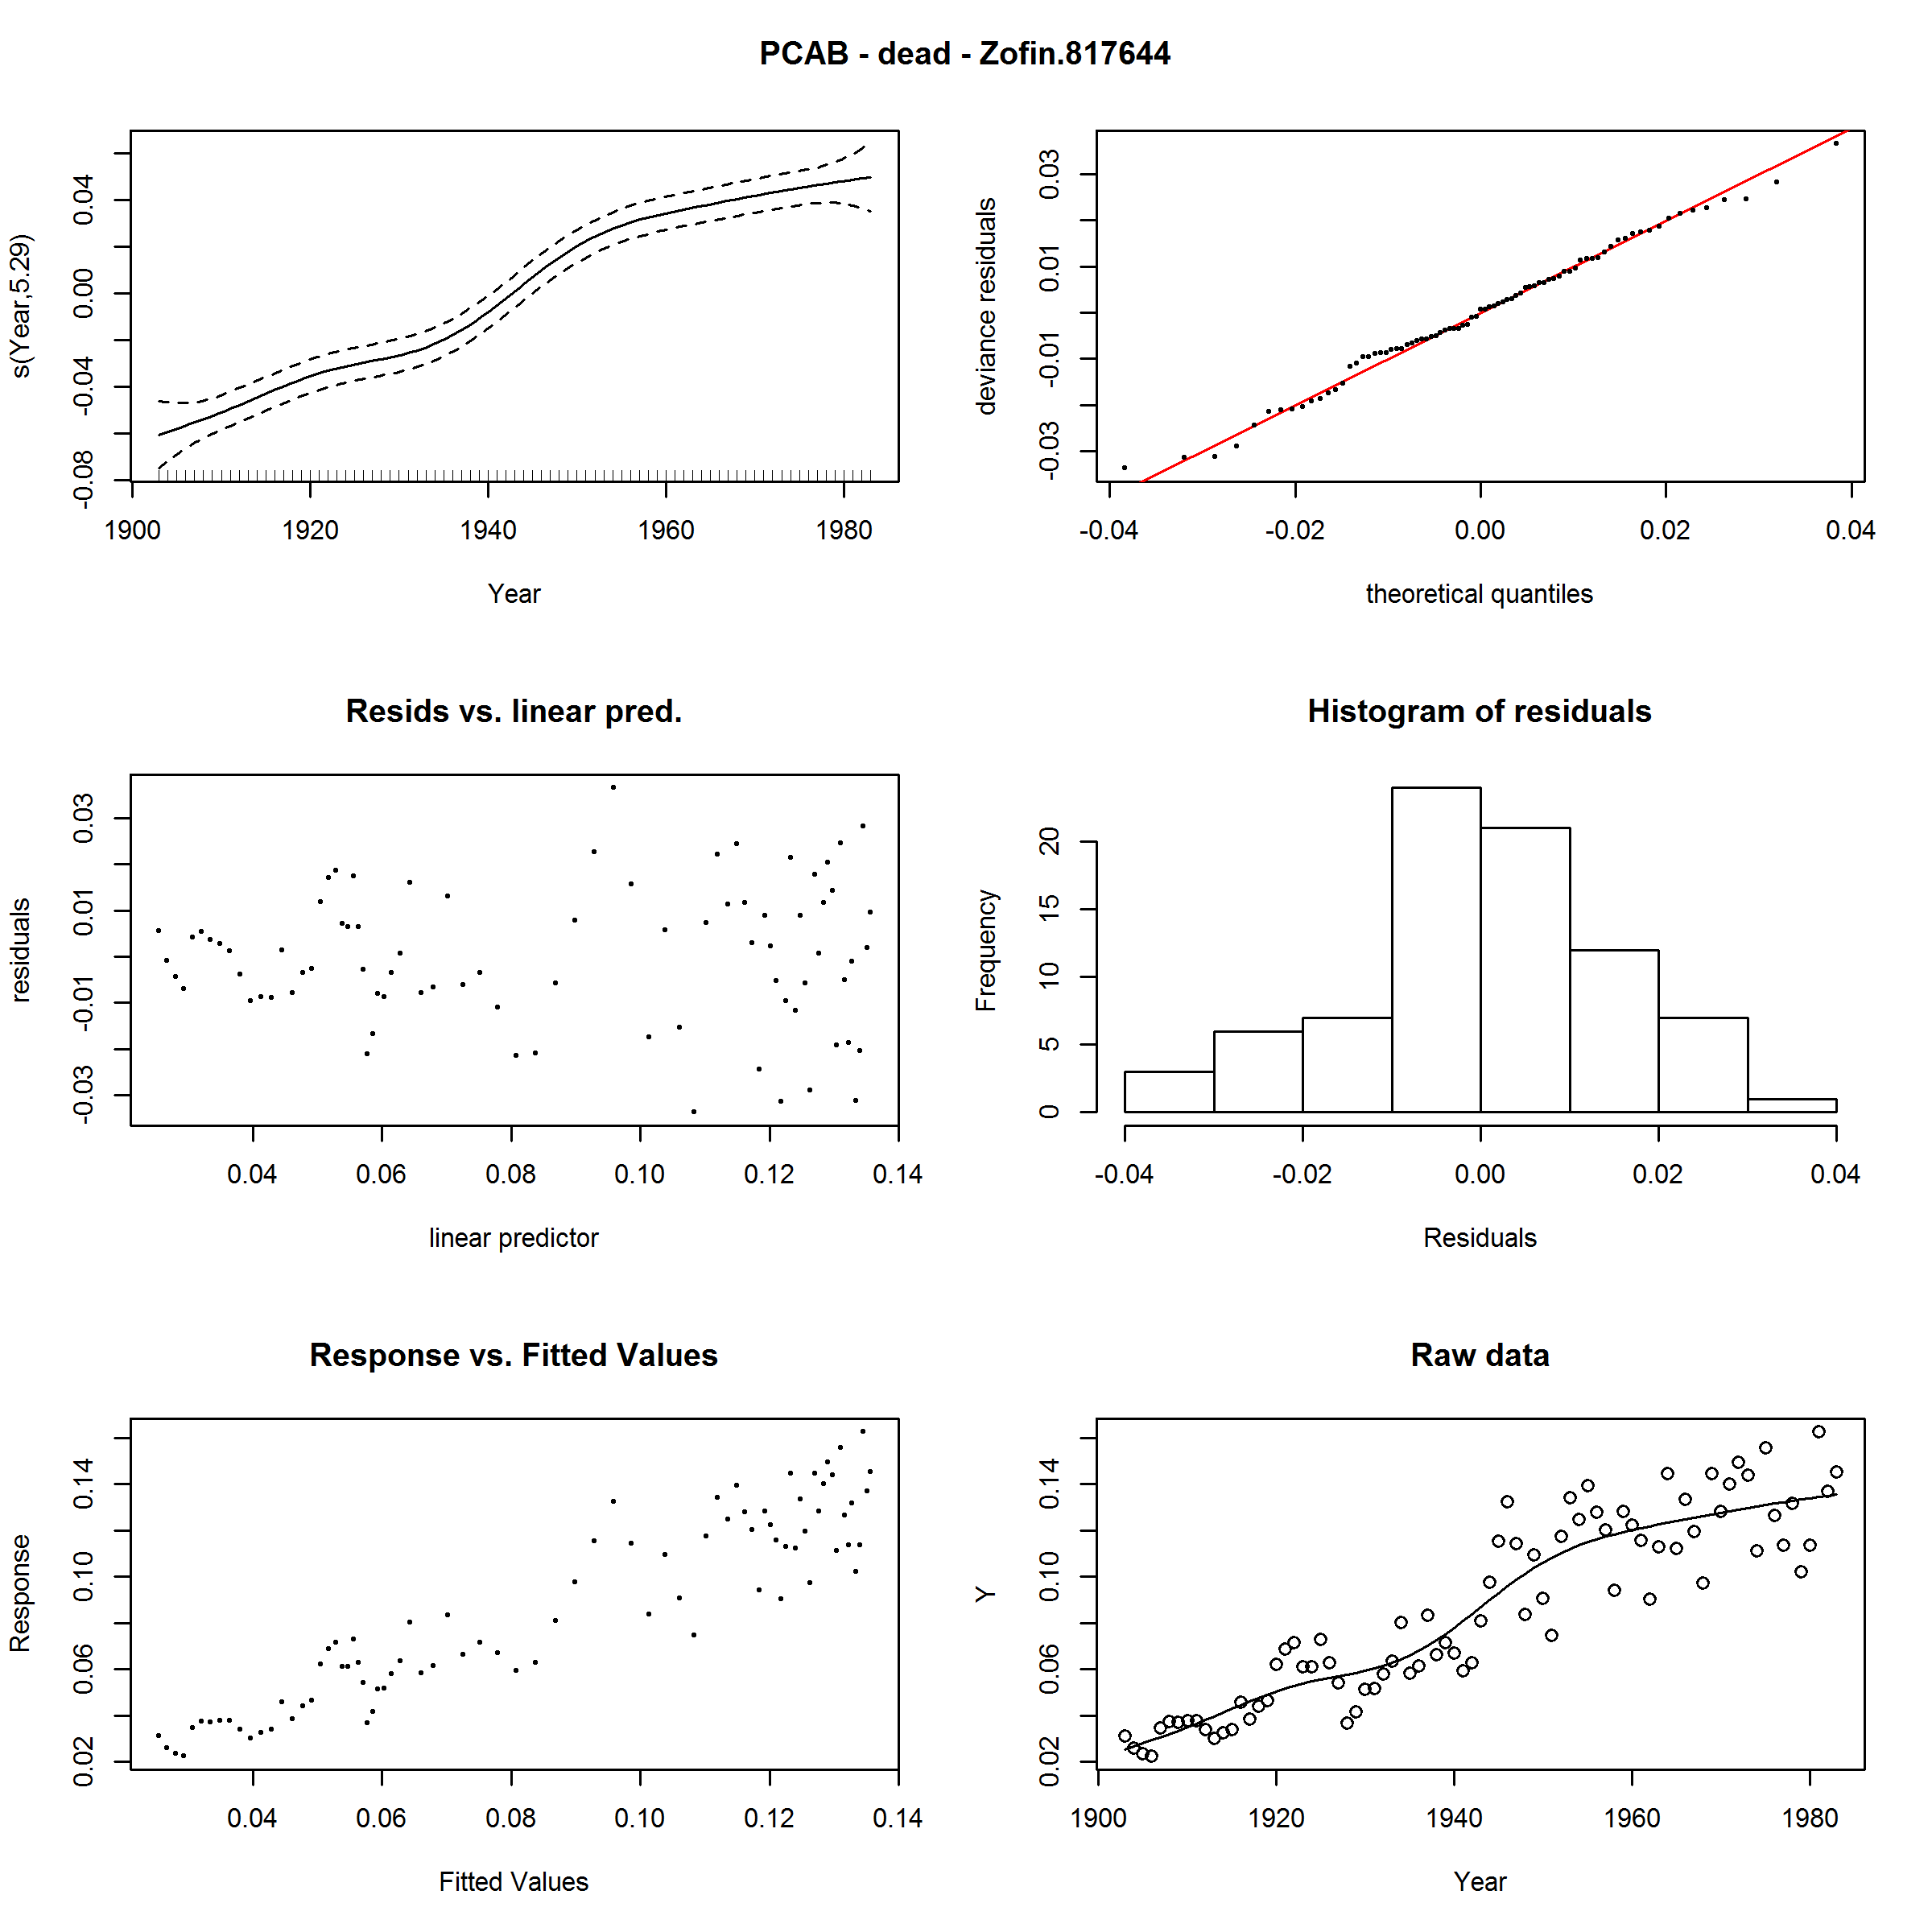 PCAB - dead - Zofin.817644
s(Year,5.29)
-0.08 -0.04 0.00 0.04
1900 1920 1940 1960 1980
Year
deviance residuals
-0.03 -0.01 0.01 0.03
-0.04 -0.02 0.00 0.02 0.04
theoretical quantiles
Resids vs. linear pred.
residuals
-0.03 -0.01 0.01 0.03
0.04 0.06 0.08 0.10 0.12 0.14
linear predictor
Histogram of residuals
Frequency
0 5 10 15 20
-0.04 -0.02 0.00 0.02 0.04
Residuals
Response vs. Fitted Values
Response
0.02 0.06 0.10 0.14
0.04 0.06 0.08 0.10 0.12 0.14
Fitted Values
Raw data
Y
0.02 0.06 0.10 0.14
1900 1920 1940 1960 1980
Year